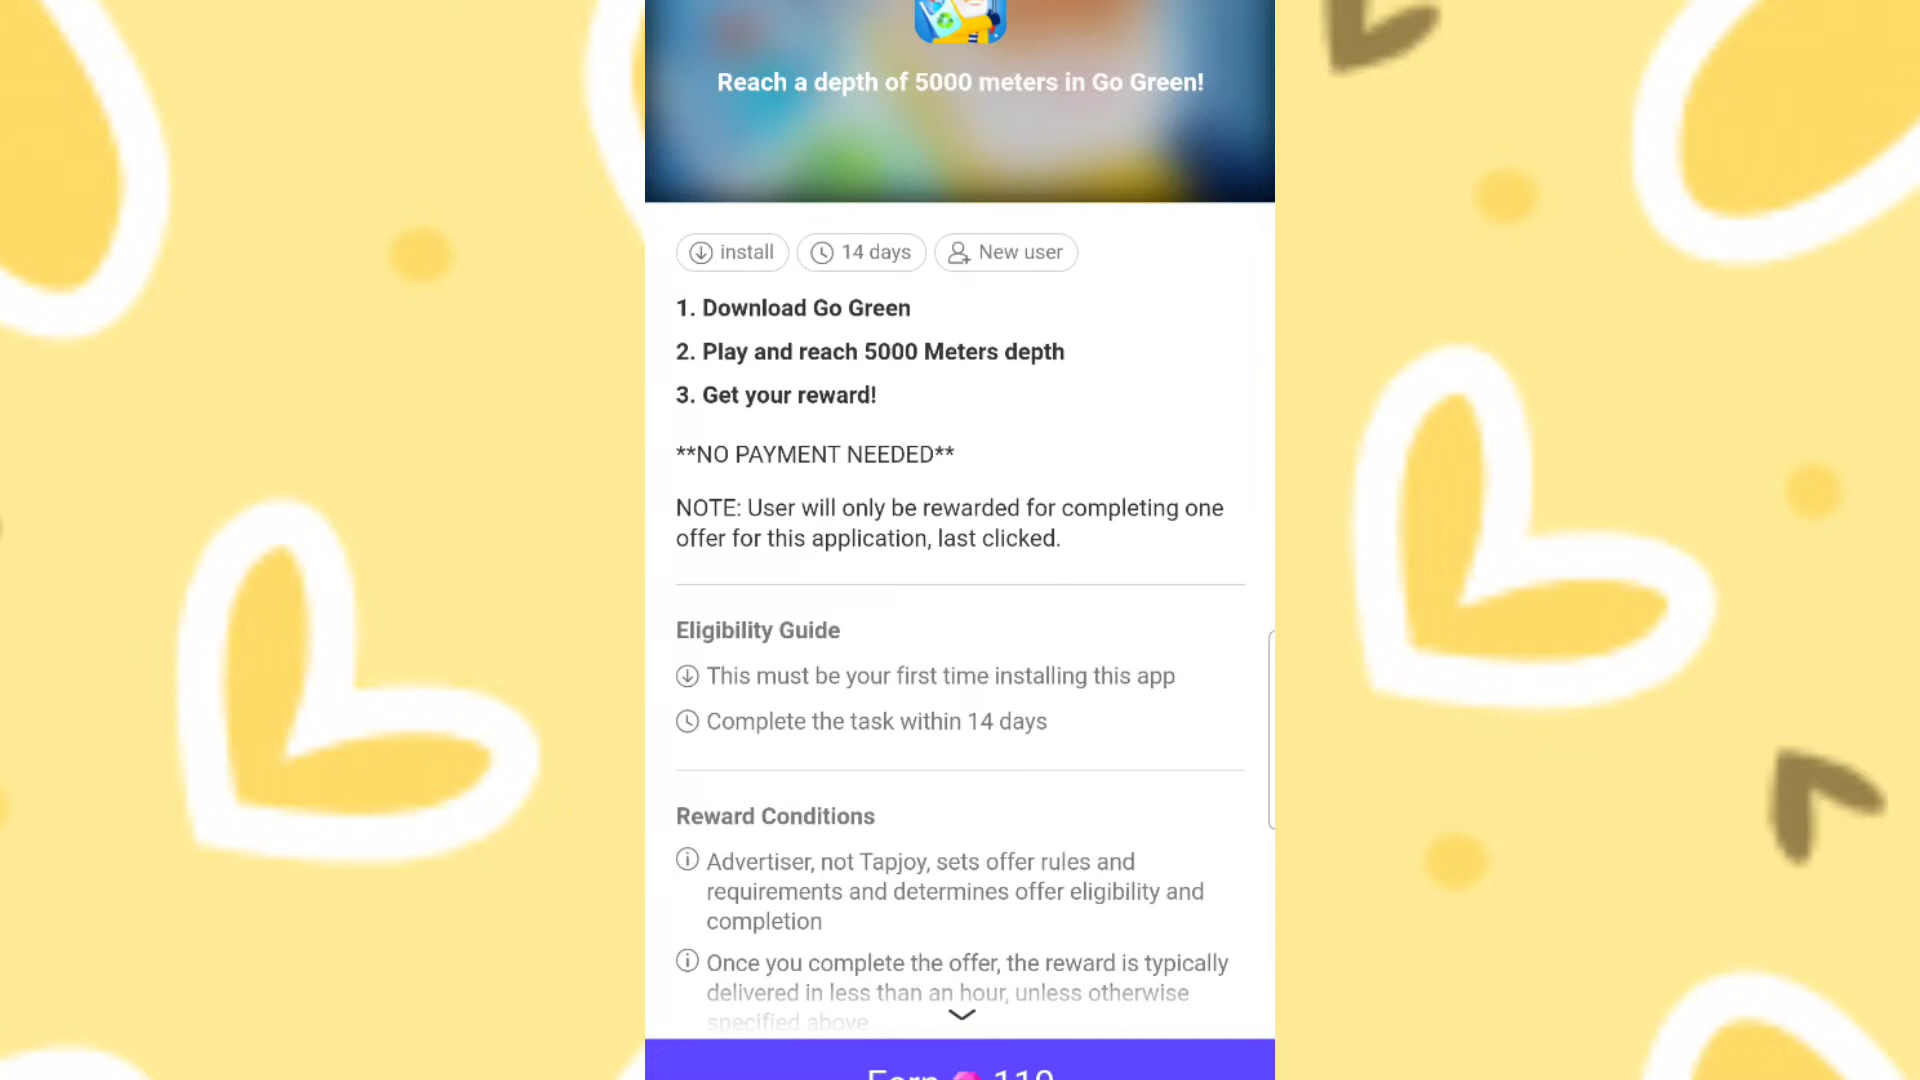 Reach a depth of 5000 meters in Go Green!
install 14 days New user
1. Download Go Green
2. Play and reach 5000 Meters depth
3. Get your reward!
**NO PAYMENT NEEDED**
NOTE: User will only be rewarded for completing one
offer for this application, last clicked.
Eligibility Guide
This must be your first time installing this app
Complete the task within 14 days
Reward Conditions
Advertiser, not Tapjoy, sets offer rules and
requirements and determines offer eligibility and
completion
Once you complete the offer, the reward is typically
delivered in less than an hour, unless otherwise
specified above
Earn 110